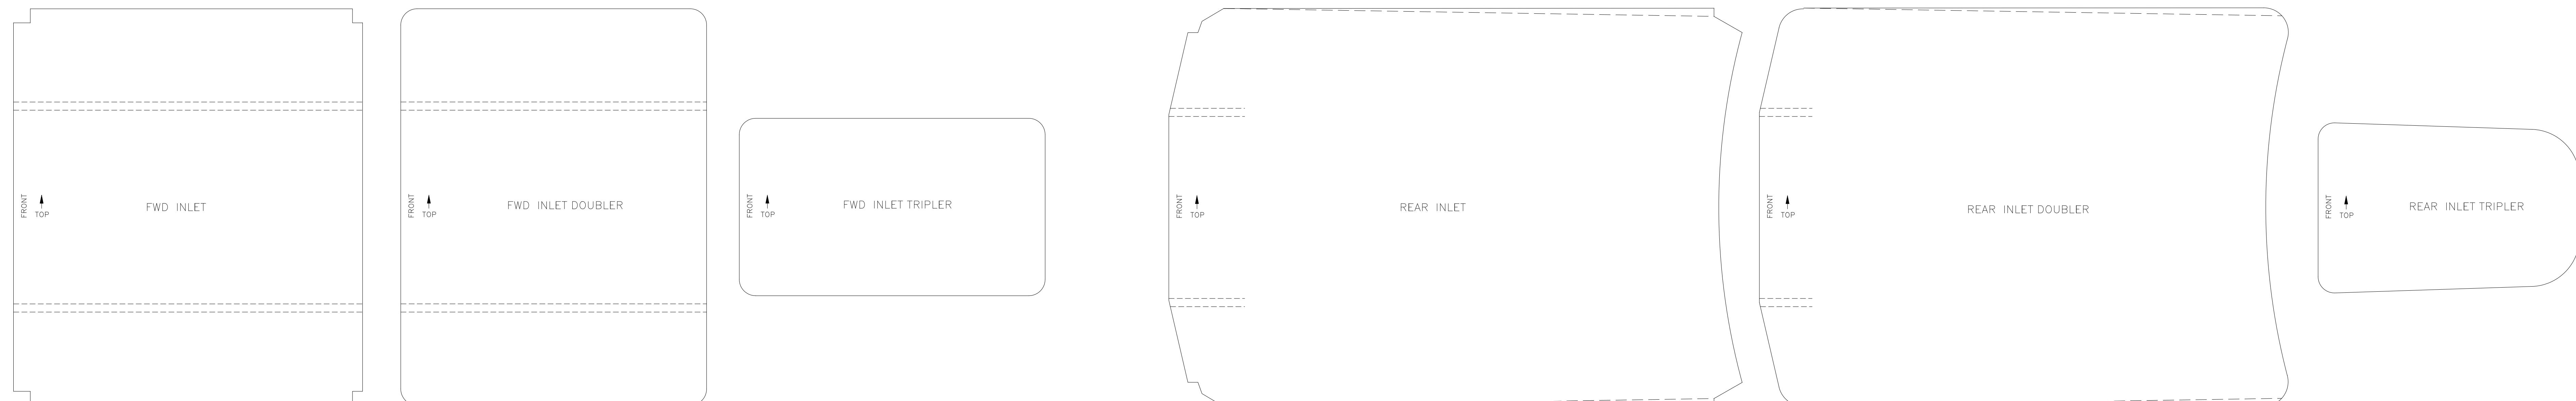 FRONT
TOP
FWD INLET
FRONT
TOP
FWD INLET DOUBLER
FRONT
TOP
FWD INLET TRIPLER
FRONT
TOP
REAR INLET
FRONT
TOP
REAR INLET DOUBLER
FRONT
TOP
REAR INLET TRIPLER